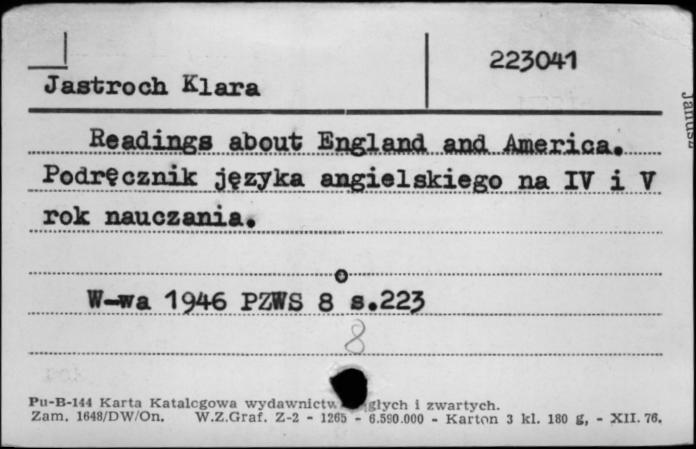 223041
Jastroch Klara
Readings about England and America.
Podręcznik języka angielskiego na IV i V
rok nauczania.
W-wa 1946 PZWS 8 s.223
8
Pu-B-144 Karta Katalogowa i zwartych.
Zam. 1648/DW/On. W.Z.Graf. Z-2 - 1265 - 6.590.000 - Karton 3 kl. 180 g, - XII. 76.
Janusz